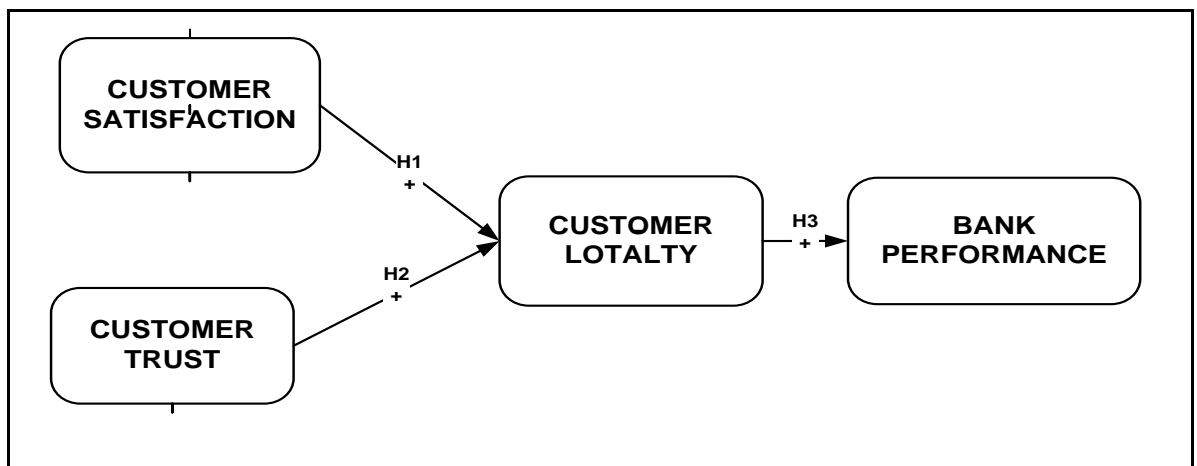 CUSTOMER
SATISFACTION
H1
+
CUSTOMER
LOTALTY
H3
+
BANK
PERFORMANCE
H2
+
CUSTOMER
TRUST